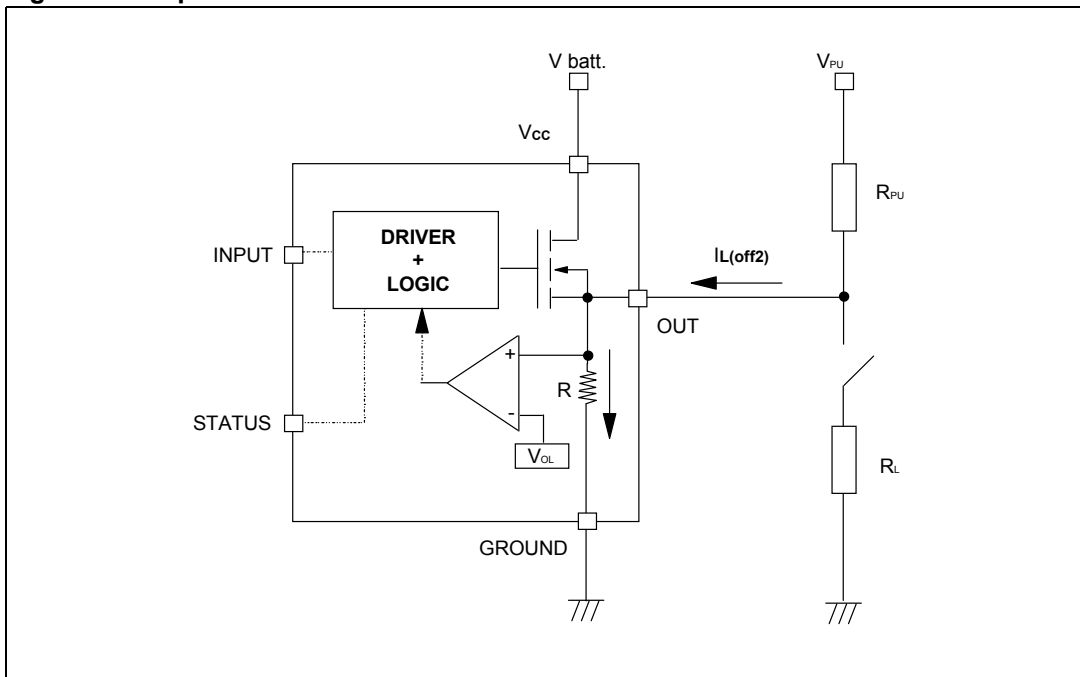 V batt.
VPU
Vcc
RPU
DRIVER
+
LOGIC
INPUT
IL(off2)
OUT
+
R
-
STATUS
VOL
RL
GROUND